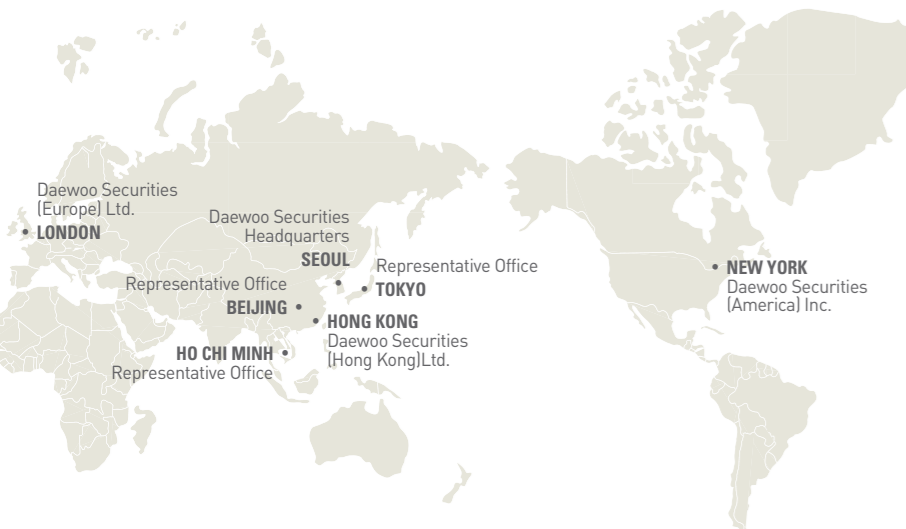 Daewoo Securities
(Europe) Ltd.
LONDON
Daewoo Securities
Headquarters
SEOUL
Representative Office
TOKYO
Representative Office
BEIJING
HONG KONG
Daewoo Securities
(Hong Kong)Ltd.
HO CHI MINH
Representative Office
NEW YORK
Daewoo Securities
(America) Inc.